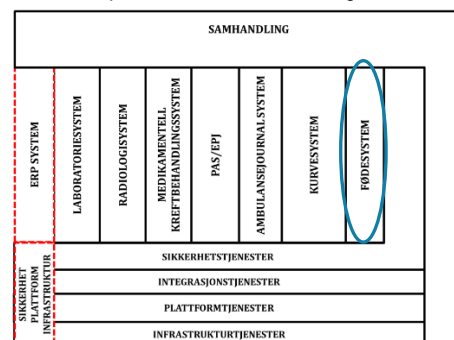 SAMHANDLING
ERP SYSTEM
LABORATORIESYSTEM
RADIOLOGISYSTEM
MEDIKAMENTELL
KREFTBEHANDLINGSSYSTEM
PAS/EPJ
AMBULANSEJOURNAL SYSTEM
KURVESYSTEM
FØDESYSTEM
SIKKERHET
PLATTFORM
INFRASTRUKTUR
SIKKERHETSTJENESTER
INTEGRASJONSTJENESTER
PLATTFORMTJENESTER
INFRASTRUKTURTJENESTER